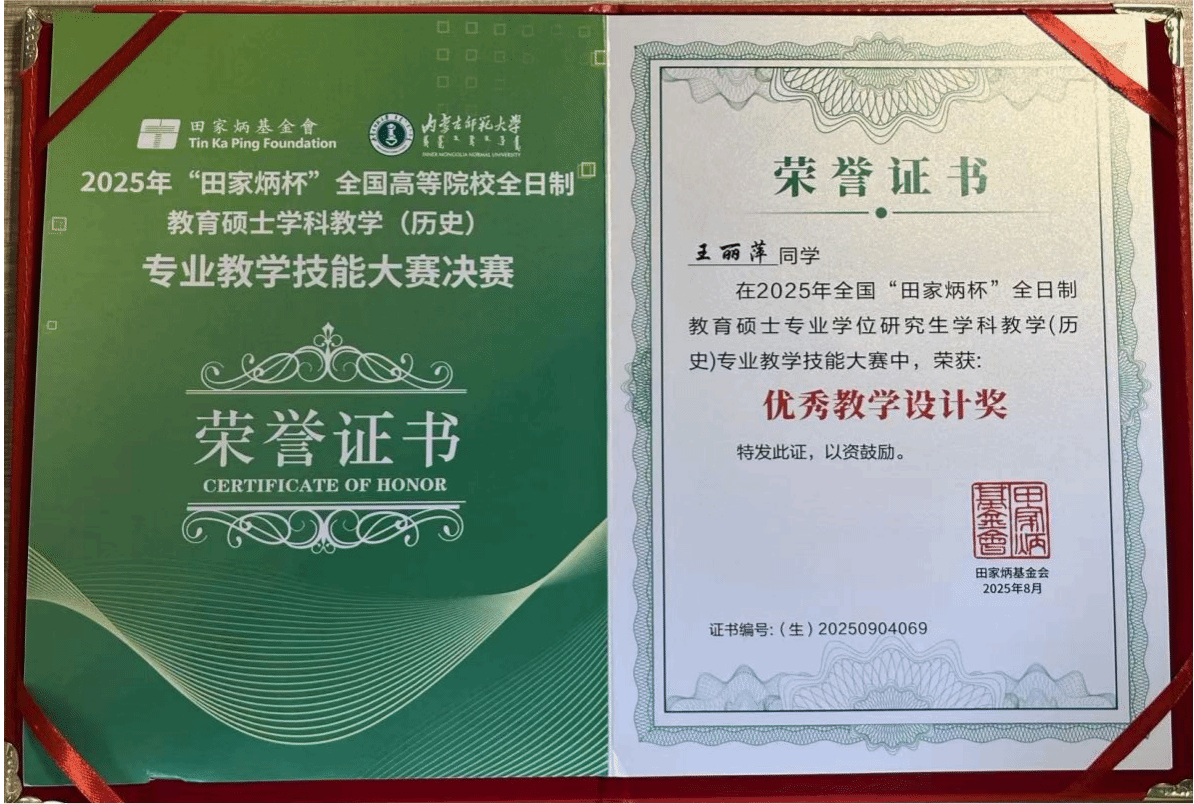 田家炳基金會
Tin Ka Ping Foundation
内蒙古师范大学
INNER MONGOLIA NORMAL UNIVERSITY
2025年“田家炳杯”全国高等院校全日制
教育硕士学科教学（历史）
专业教学技能大赛决赛
荣誉证书
CERTIFICATE OF HONOR
荣誉证书
王丽萍同学
在2025年全国“田家炳杯”全日制
教育硕士专业学位研究生学科教学(历
史)专业教学技能大赛中，荣获:
优秀教学设计奖
特发此证，以资鼓励。
田家炳
基金會
田家炳基金会
2025年8月
证书编号:（生）20250904069